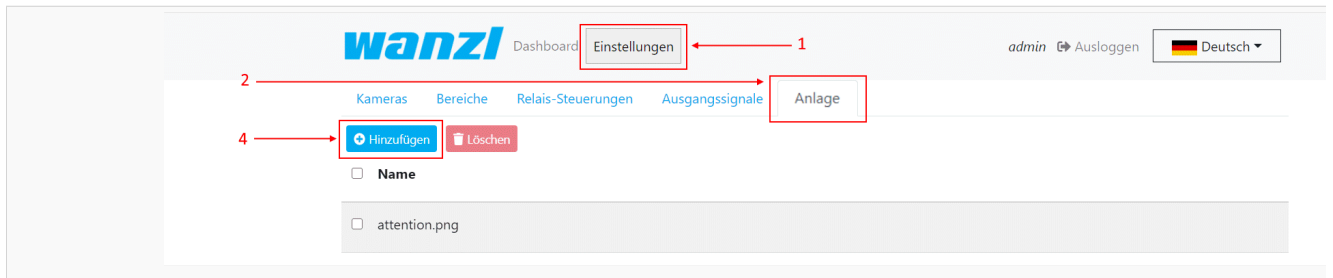 wanzl Dashboard Einstellungen 1 admin Ausloggen Deutsch
2
Kameras Bereiche Relais-Steuerungen Ausgangssignale Anlage
4 Hinzufügen Löschen
Name
attention.png